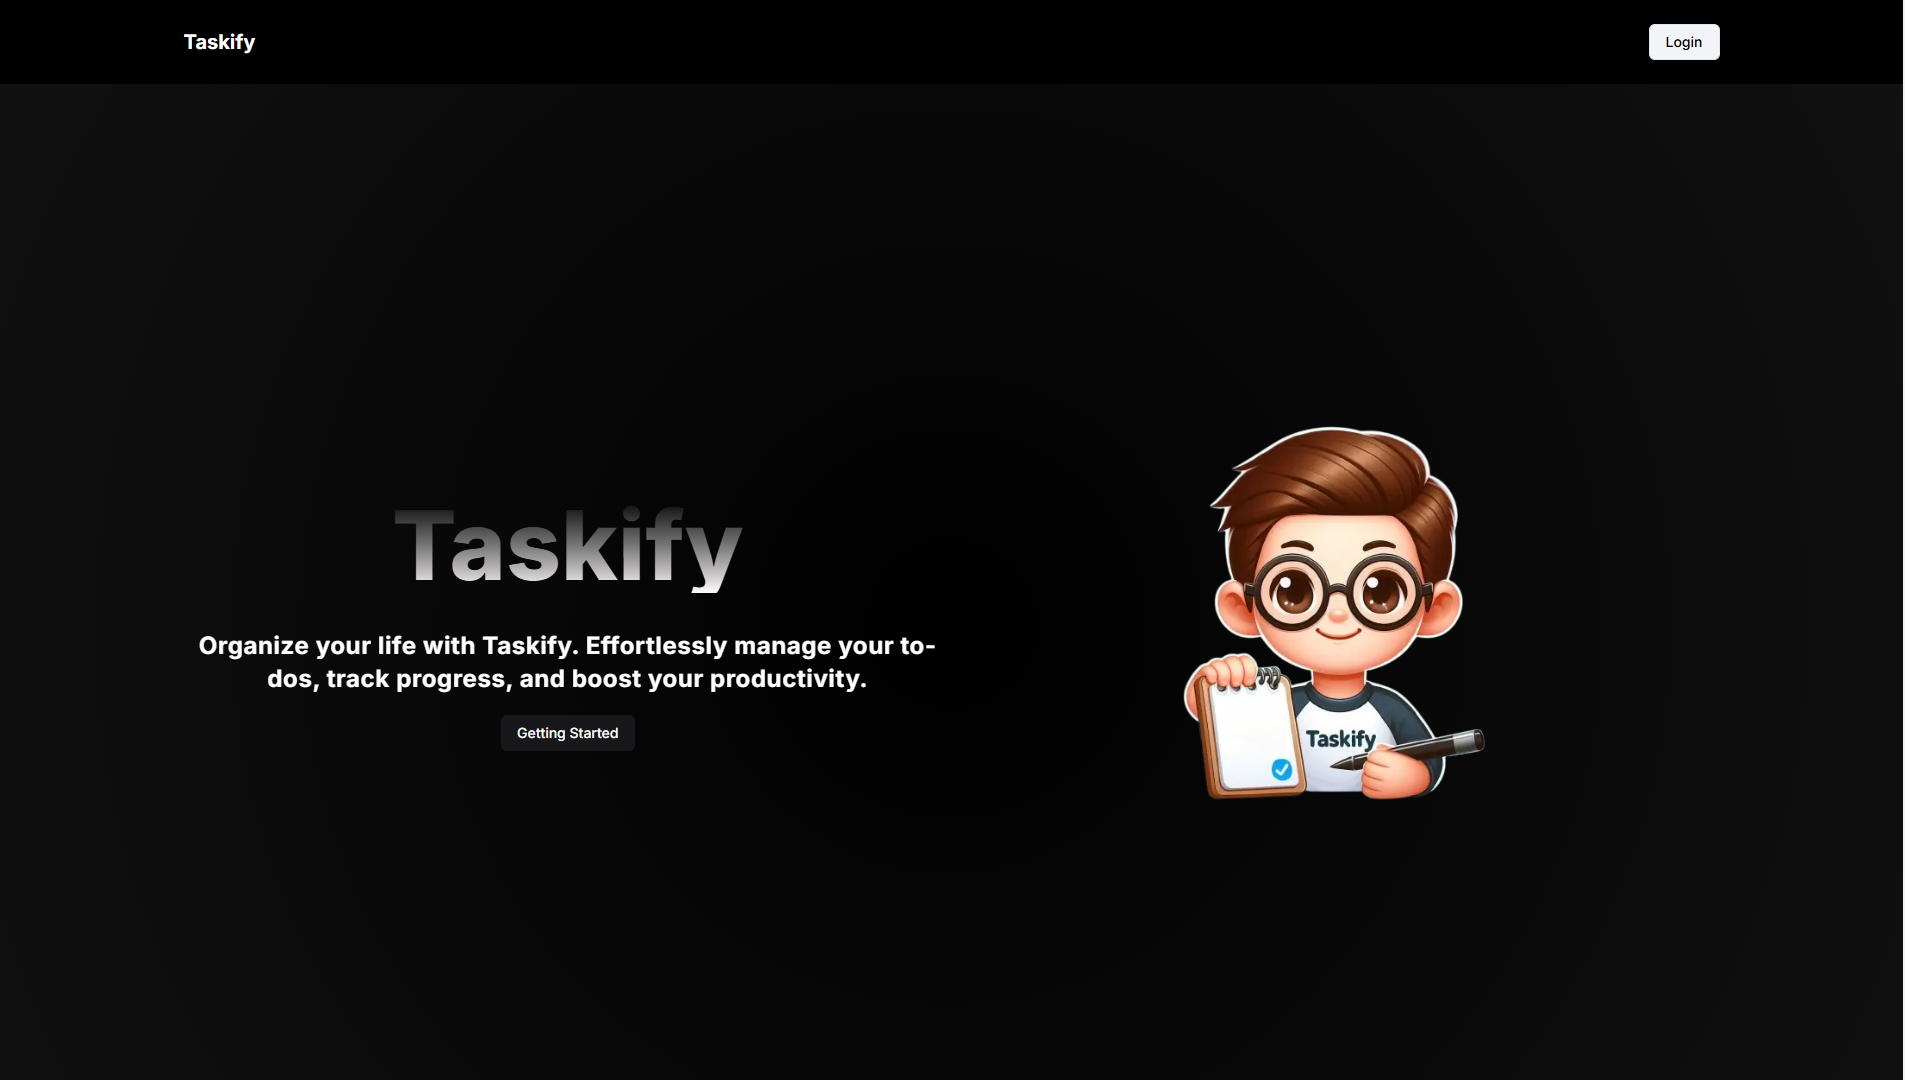 Taskify
Login
Taskify
Organize your life with Taskify. Effortlessly manage your to-
dos, track progress, and boost your productivity.
Getting Started
Taskify